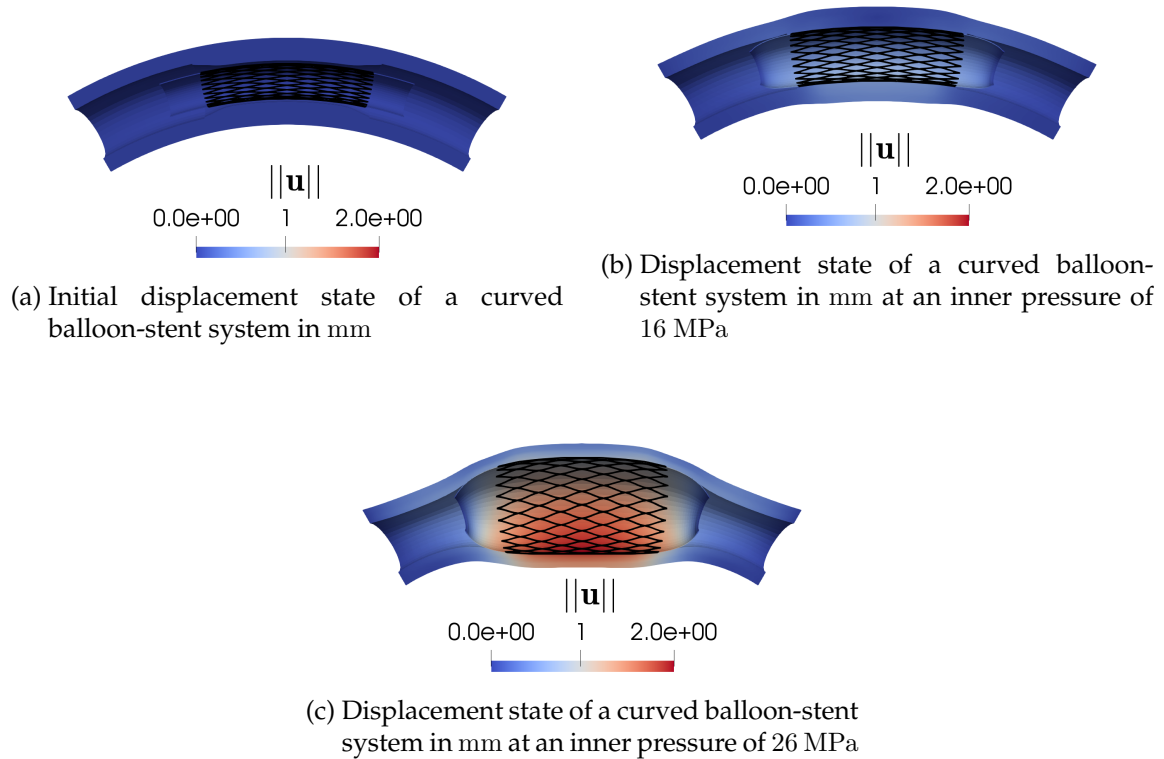 ||u||
0.0e+00 1 2.0e+00
(a) Initial displacement state of a curved
balloon-stent system in mm
||u||
0.0e+00 1 2.0e+00
(b) Displacement state of a curved balloon-
stent system in mm at an inner pressure of
16 MPa
||u||
0.0e+00 1 2.0e+00
(c) Displacement state of a curved balloon-stent
system in mm at an inner pressure of 26 MPa